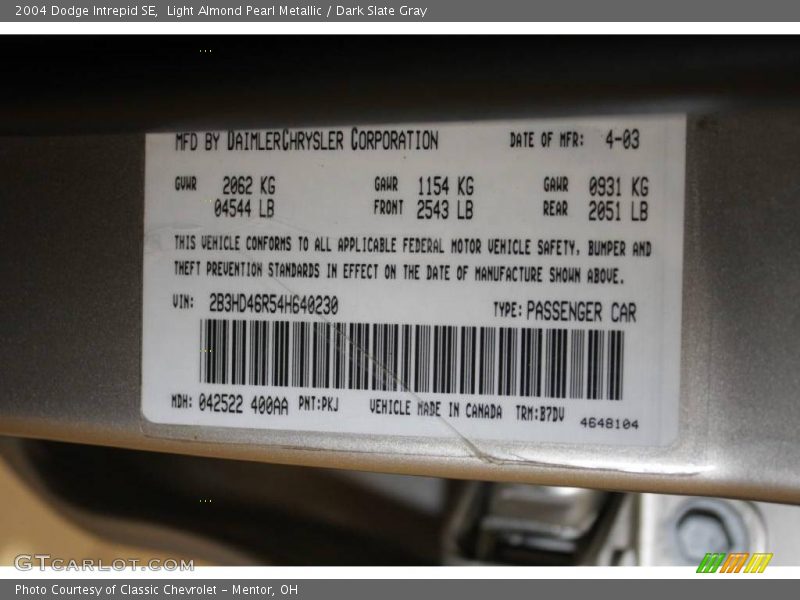 2004 Dodge Intrepid SE, Light Almond Pearl Metallic / Dark Slate Gray
MFD BY DAIMLERCHRYSLER CORPORATION DATE OF MFR: 4-03
GVWR 2062 KG GAWR 1154 KG GAWR 0931 KG
04544 LB FRONT 2543 LB REAR 2051 LB
THIS VEHICLE CONFORMS TO ALL APPLICABLE FEDERAL MOTOR VEHICLE SAFETY, BUMPER AND
THEFT PREVENTION STANDARDS IN EFFECT ON THE DATE OF MANUFACTURE SHOWN ABOVE.
VIN: 2B3HD46R54H640230 TYPE: PASSENGER CAR
MDH: 042522 400AA PNT:PKJ VEHICLE MADE IN CANADA TRM:B7DV 4648104
GTCARLOT.COM
Photo Courtesy of Classic Chevrolet - Mentor, OH